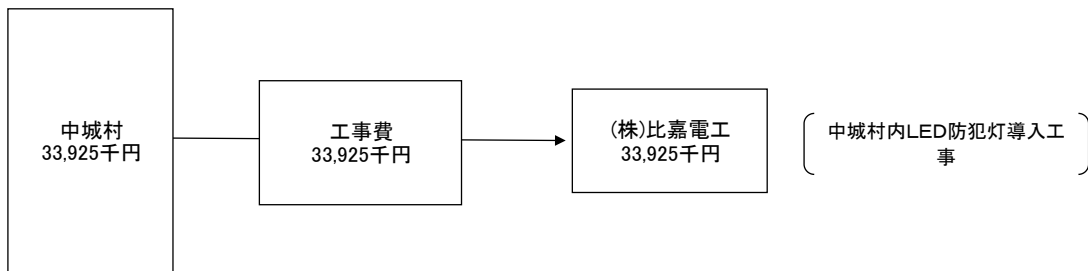 中城村
33,925千円
工事費
33,925千円
(株)比嘉電工
33,925千円
中城村内LED防犯灯導入工
事